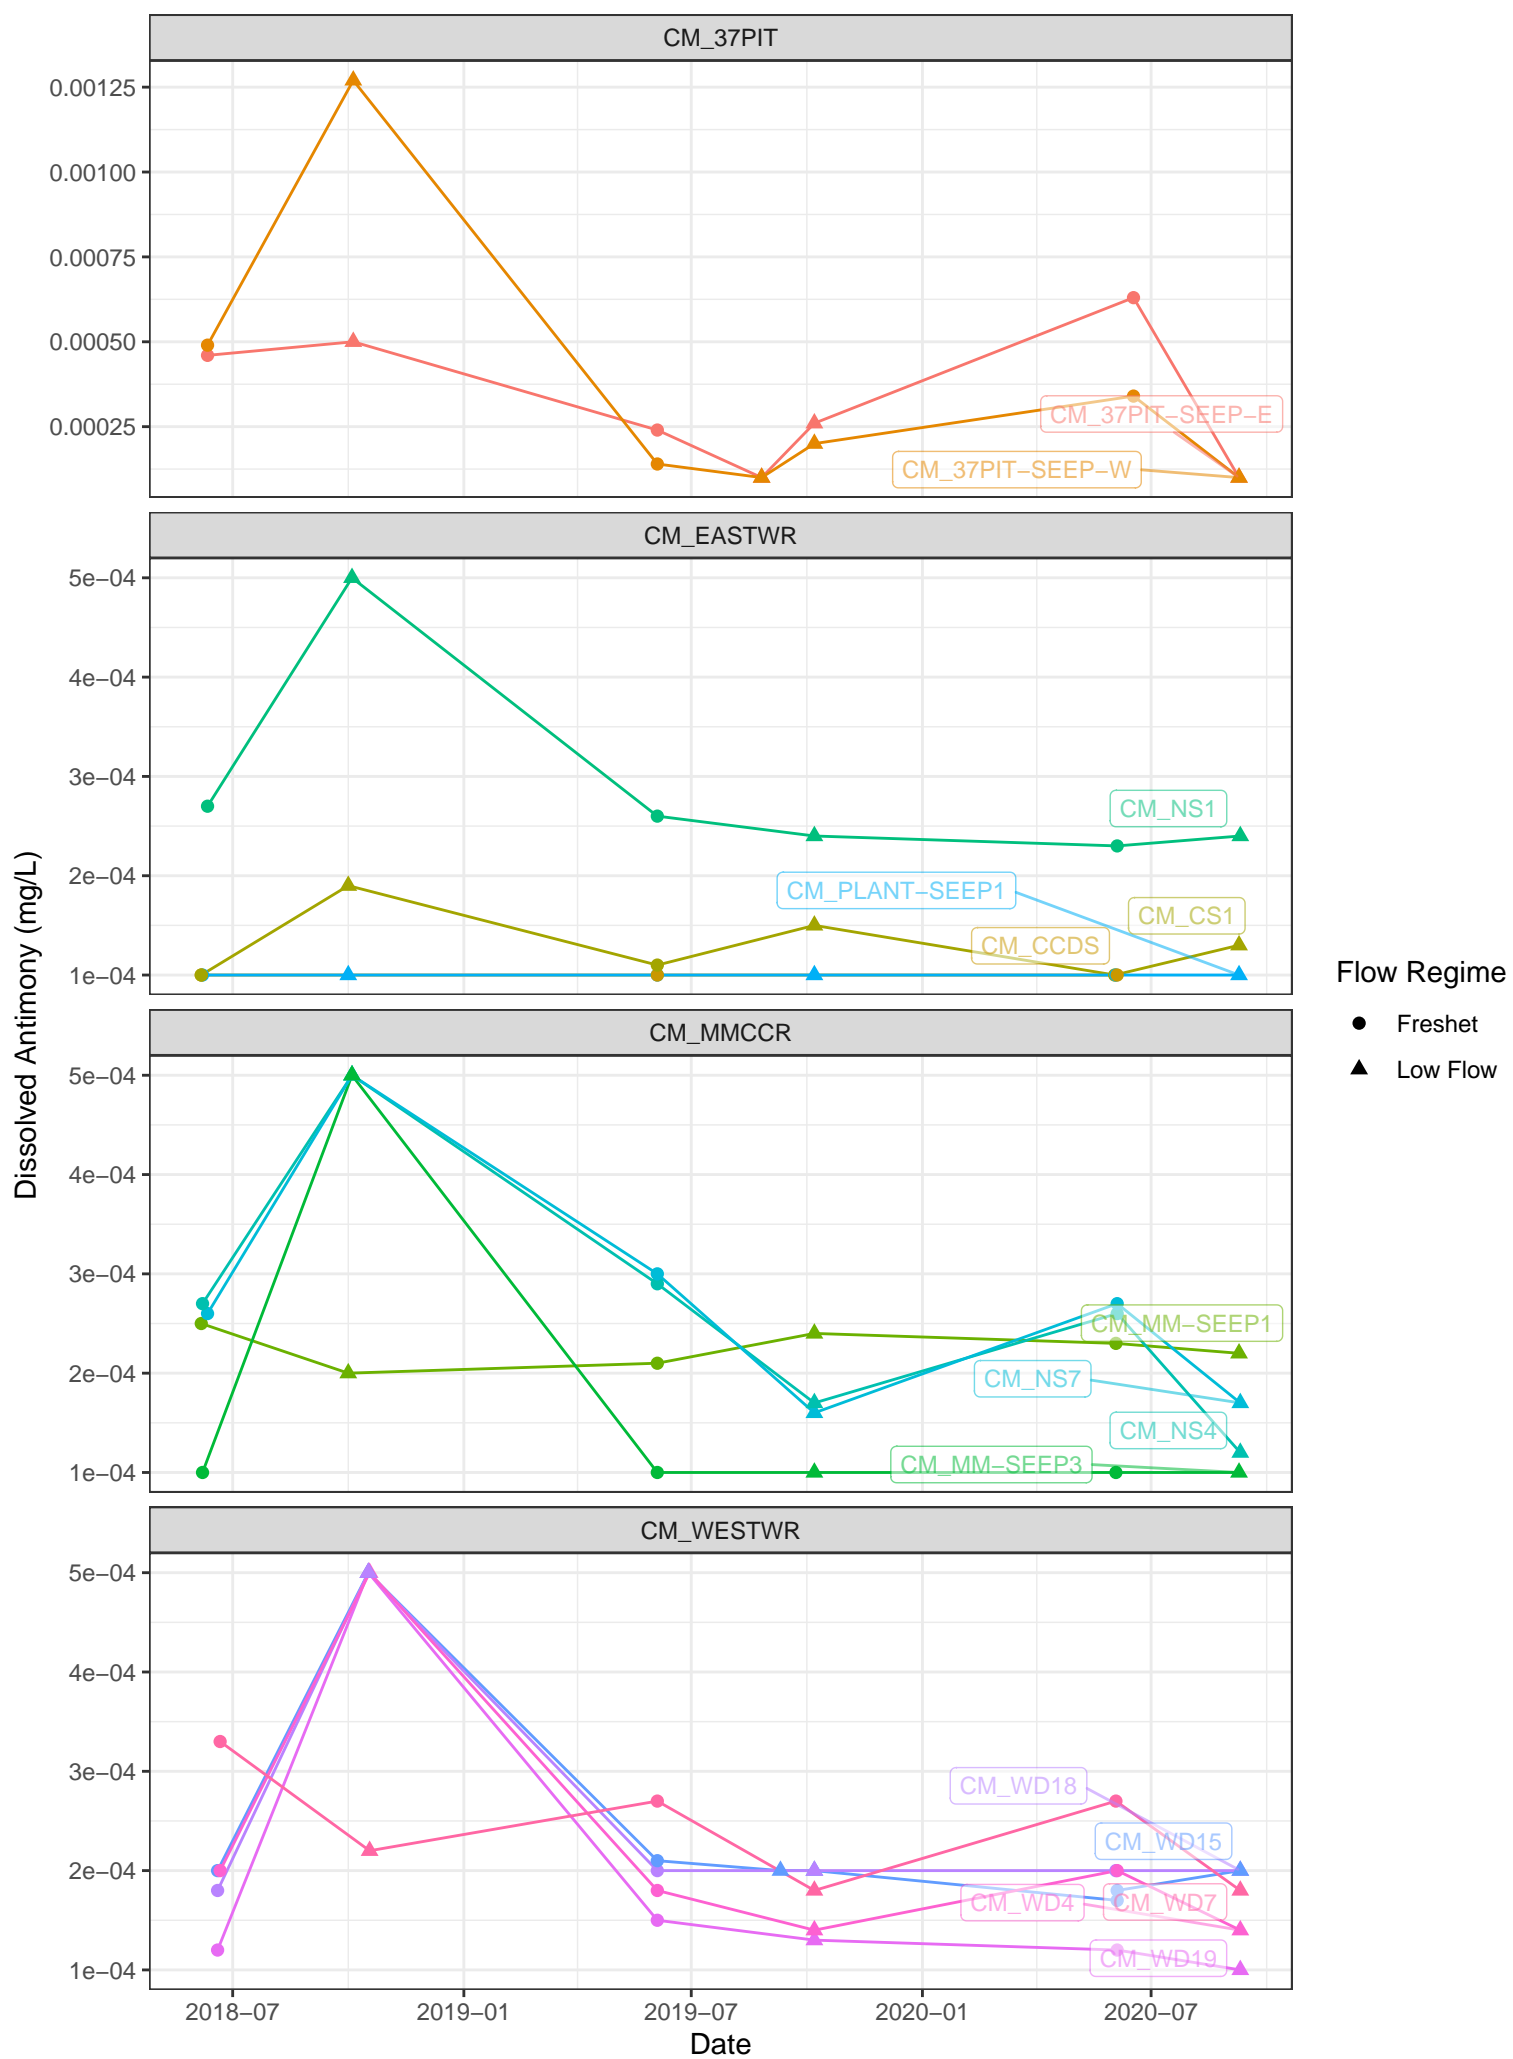 CM_37PIT
0.00125
0.00100
0.00075
0.00050
0.00025
CM_37PIT−SEEP−E
CM_37PIT−SEEP−W
CM_EASTWR
5e−04
4e−04
3e−04
2e−04
1e−04
CM_NS1
CM_PLANT−SEEP1
CM_CS1
CM_CCDS
CM_MMCCR
5e−04
4e−04
3e−04
2e−04
1e−04
CM_MM−SEEP1
CM_NS7
CM_NS4
CM_MM−SEEP3
CM_WESTWR
5e−04
4e−04
3e−04
2e−04
1e−04
CM_WD18
CM_WD15
CM_WD4
CM_WD7
CM_WD19
2018−07
2019−01
2019−07
2020−01
2020−07
Date
Dissolved Antimony (mg/L)
Flow Regime
Freshet
Low Flow